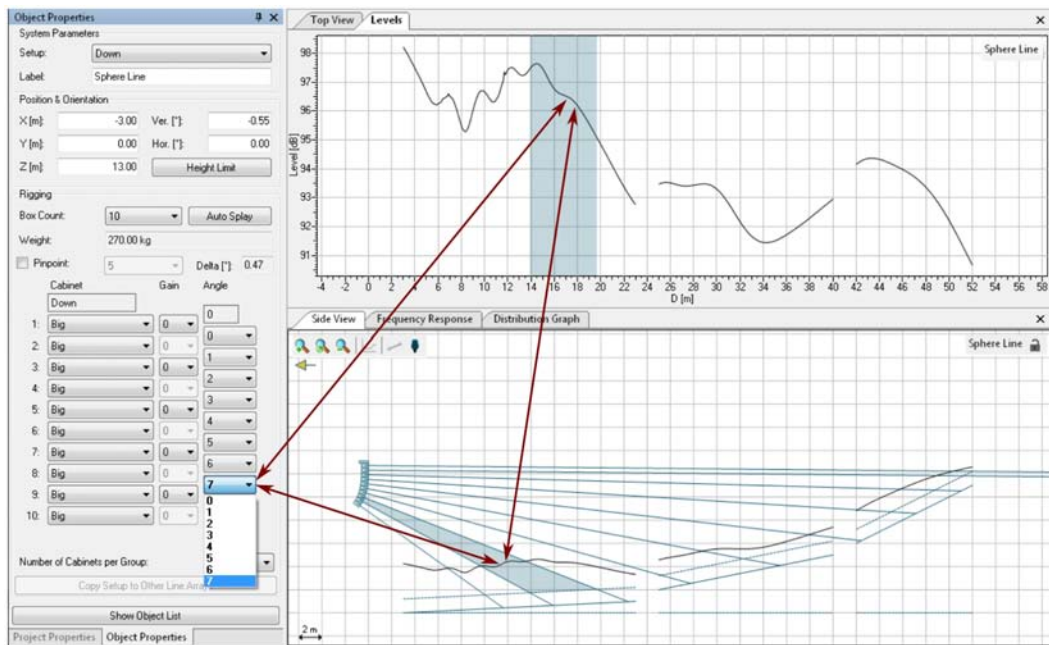 Object Properties
System Parameters
Setup: Down
Label: Sphere Line
Position & Orientation
X [m]: -3.00 Ver. [°]: -0.55
Y [m]: 0.00 Hor. [°]: 0.00
Z [m]: 13.00 Height Limit
Rigging
Box Count: 10 Auto Splay
Weight: 270.00 kg
Pinpoint: 5 Delta [°]: 0.47
Cabinet Gain Angle
Down 0
1: Big 0 0
2: Big 0 1
3: Big 0 2
4: Big 0 3
5: Big 0 4
6: Big 0 5
7: Big 0 6
8: Big 0 7
9: Big 0
10: Big 0
0
1
2
3
4
5
6
7
Number of Cabinets per Group:
Copy Setup to Other Line Array
Show Object List
Project Properties Object Properties
Top View Levels
Sphere Line
Level [dB]
98
97
96
95
94
93
92
91
-4 -2 0 2 4 6 8 10 12 14 16 18 20 22 24 26 28 30 32 34 36 38 40 42 44 46 48 50 52 54 56 58
D [m]
Side View Frequency Response Distribution Graph
Sphere Line
2 m